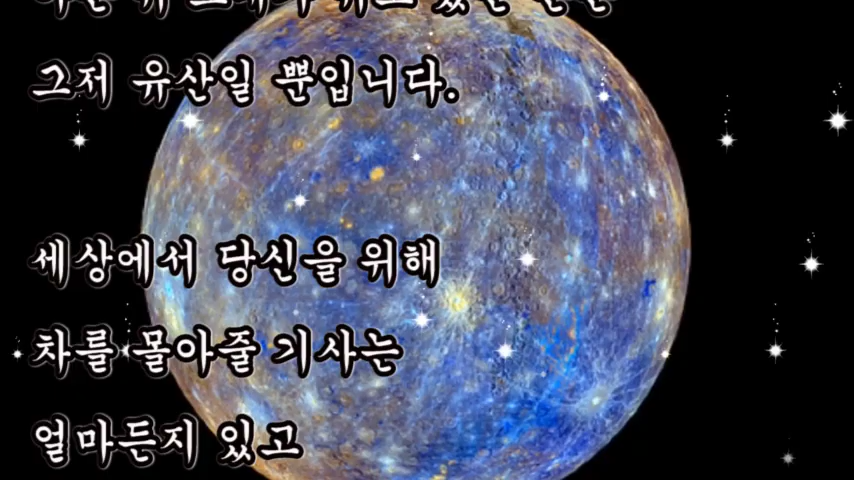 그저 유산일 뿐입니다.
세상에서 당신을 위해
차를 몰아줄 기사는
얼마든지 있고